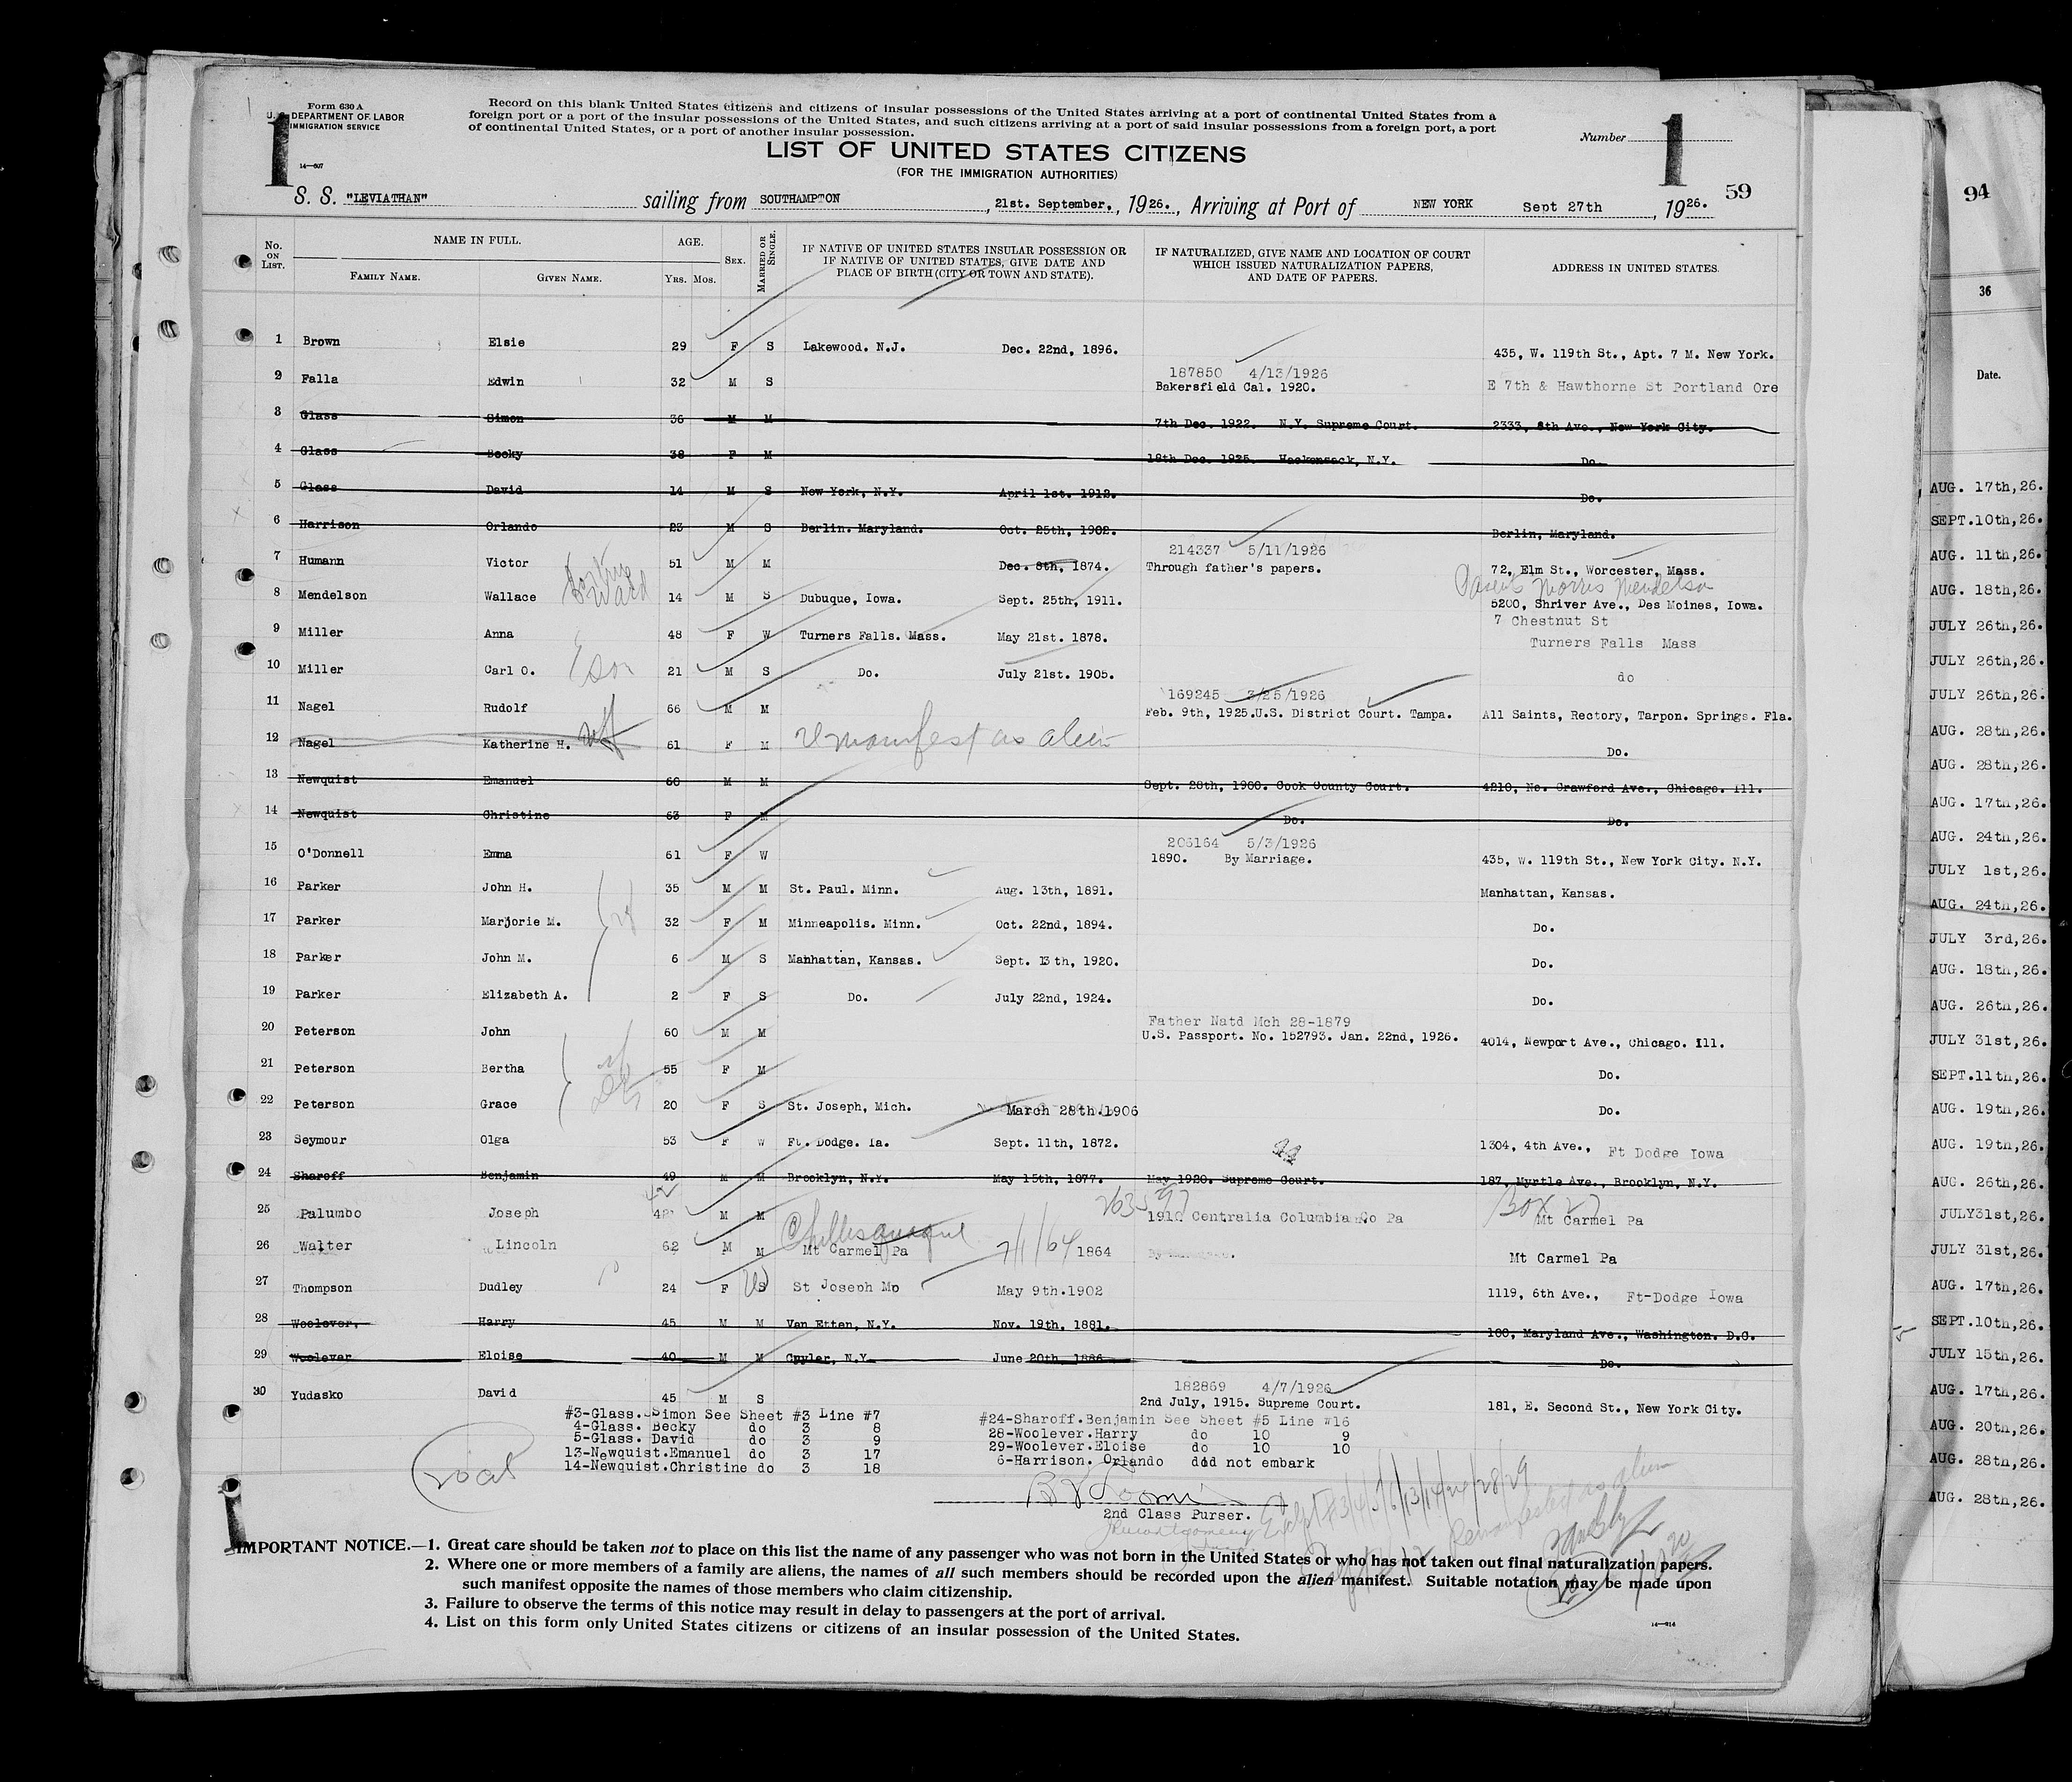 Form 630 A
U. S. DEPARTMENT OF LABOR
IMMIGRATION SERVICE
14—607
1
Record on this blank United States citizens and citizens of insular possessions of the United States arriving at a port of continental United States from a
foreign port or a port of the insular possessions of the United States, and such citizens arriving at a port of said insular possessions from a foreign port, a port
of continental United States, or a port of another insular possession.
Number
1
59
LIST OF UNITED STATES CITIZENS
(FOR THE IMMIGRATION AUTHORITIES)
S. S. "LEVIATHAN" sailing from SOUTHAMPTON, 21st. September., 1926., Arriving at Port of NEW YORK Sept 27th, 1926.
No. ON LIST. NAME IN FULL. FAMILY NAME. GIVEN NAME. AGE. YRS. MOS. SEX. MARRIED OR SINGLE. IF NATIVE OF UNITED STATES INSULAR POSSESSION OR IF NATIVE OF UNITED STATES, GIVE DATE AND PLACE OF BIRTH (CITY OR TOWN AND STATE). IF NATURALIZED, GIVE NAME AND LOCATION OF COURT WHICH ISSUED NATURALIZATION PAPERS, AND DATE OF PAPERS. ADDRESS IN UNITED STATES.
1 Brown Elsie 29 F S Lakewood. N.J. Dec. 22nd, 1896. 435, W. 119th St., Apt. 7 M. New York.
187850 4/13/1926
2 Falla Edwin 32 M S Bakersfield Cal. 1920. E 7th & Hawthorne St Portland Ore
3 Glass Simon 36 M M 7th Dec. 1922. N.Y. Supreme Court. 2333, 8th Ave., New York City.
4 Glass Becky 38 F M 18th Dec. 1925. Hackensack, N.Y. Do.
5 Glass David 14 M S New York, N.Y. April 1st. 1912. Do.
6 Harrison Orlando 23 M S Berlin. Maryland. Oct. 25th, 1902. Berlin, Maryland.
214337 5/11/1926
7 Humann Victor 51 M M Dec. 8th, 1874. Through father's papers. 72, Elm St., Worcester, Mass.
Parents Morris Mendelson
8 Mendelson Wallace 14 M S Dubuque, Iowa. Sept. 25th, 1911. 5200, Shriver Ave., Des Moines, Iowa.
7 Chestnut St
9 Miller Anna 48 F W Turners Falls. Mass. May 21st. 1878. Turners Falls Mass
10 Miller Carl O. son 21 M S Do. July 21st. 1905. do
169245 3/25/1926
11 Nagel Rudolf 66 M M Feb. 9th, 1925.U.S. District Court. Tampa. All Saints, Rectory, Tarpon. Springs. Fla.
12 Nagel Katherine H. wf 61 F M remanifest as alien Do.
13 Newquist Emanuel 60 M M Sept. 28th, 1900. Cook County Court. 4210, No. Crawford Ave., Chicago. Ill.
14 Newquist Christine 63 F M Do. Do.
206164 5/3/1926
15 O'Donnell Emma 61 F W 1890. By Marriage. 435, W. 119th St., New York City. N.Y.
16 Parker John H. 35 M M St. Paul. Minn. Aug. 13th, 1891. Manhattan, Kansas.
17 Parker Marjorie M. wf 32 F M Minneapolis. Minn. Oct. 22nd, 1894. Do.
18 Parker John M. 6 M S Manhattan, Kansas. Sept. 13th, 1920. Do.
19 Parker Elizabeth A. 2 F S Do. July 22nd, 1924. Do.
Father Natd Mch 28-1879
20 Peterson John 60 M M U.S. Passport. No. 152793. Jan. 22nd, 1926. 4014, Newport Ave., Chicago. Ill.
21 Peterson Bertha wf 55 F M Do.
22 Peterson Grace 20 F S St. Joseph, Mich. March 28th.1906 Do.
23 Seymour Olga 53 F W Ft. Dodge. Ia. Sept. 11th, 1872. 1304, 4th Ave., Ft Dodge Iowa
24 Sharoff Benjamin 49 M M Brooklyn, N.Y. May 15th, 1877. May 1920. Supreme Court. 187, Myrtle Ave., Brooklyn, N.Y.
25 Palumbo Joseph 42 M M 1910 Centralia Columbia Co Pa Box 27 Mt Carmel Pa
26 Walter Lincoln 62 M M Mt Carmel Pa 7/1/64 1864 Mt Carmel Pa
27 Thompson Dudley 24 F S St Joseph Mo May 9th.1902 1119, 6th Ave., Ft-Dodge Iowa
28 Woolever. Harry 45 M M Van Etten, N.Y. Nov. 19th, 1881. 100, Maryland Ave., Washington. D.C.
29 Woolever Eloise 40 M M Cuyler, N.Y. June 20th. 1886 Do.
182869 4/7/1926
30 Yudasko David 45 M S 2nd July, 1915. Supreme Court. 181, E. Second St., New York City.
#3-Glass. Simon See Sheet #3 Line #7
4-Glass. Becky do 3 8
5-Glass. David do 3 9
13-Newquist.Emanuel do 3 17
14-Newquist.Christine do 3 18
#24-Sharoff.Benjamin See Sheet #5 Line #16
28-Woolever.Harry do 10 9
29-Woolever.Eloise do 10 10
6-Harrison. Orlando did not embark
2nd Class Purser.
IMPORTANT NOTICE.—1. Great care should be taken not to place on this list the name of any passenger who was not born in the United States or who has not taken out final naturalization papers.
2. Where one or more members of a family are aliens, the names of all such members should be recorded upon the alien manifest. Suitable notation may be made upon
such manifest opposite the names of those members who claim citizenship.
3. Failure to observe the terms of this notice may result in delay to passengers at the port of arrival.
4. List on this form only United States citizens or citizens of an insular possession of the United States.
14—614
94
36
Date.
AUG. 17th,26.
SEPT.10th,26.
AUG. 11th,26.
AUG. 18th,26.
JULY 26th,26.
JULY 26th,26.
JULY 26th,26.
AUG. 28th,26.
AUG. 28th,26.
AUG. 17th,26.
AUG. 24th,26.
JULY 1st,26.
AUG. 24th,26.
JULY 3rd,26.
AUG. 18th,26.
AUG. 26th,26.
JULY 31st,26.
SEPT.11th,26.
AUG. 19th,26.
AUG. 19th,26.
AUG. 26th,26.
JULY31st,26.
JULY 31st,26.
AUG. 17th,26.
SEPT.10th,26.
JULY 15th,26.
AUG. 17th,26.
AUG. 20th,26.
AUG. 28th,26.
AUG. 28th,26.